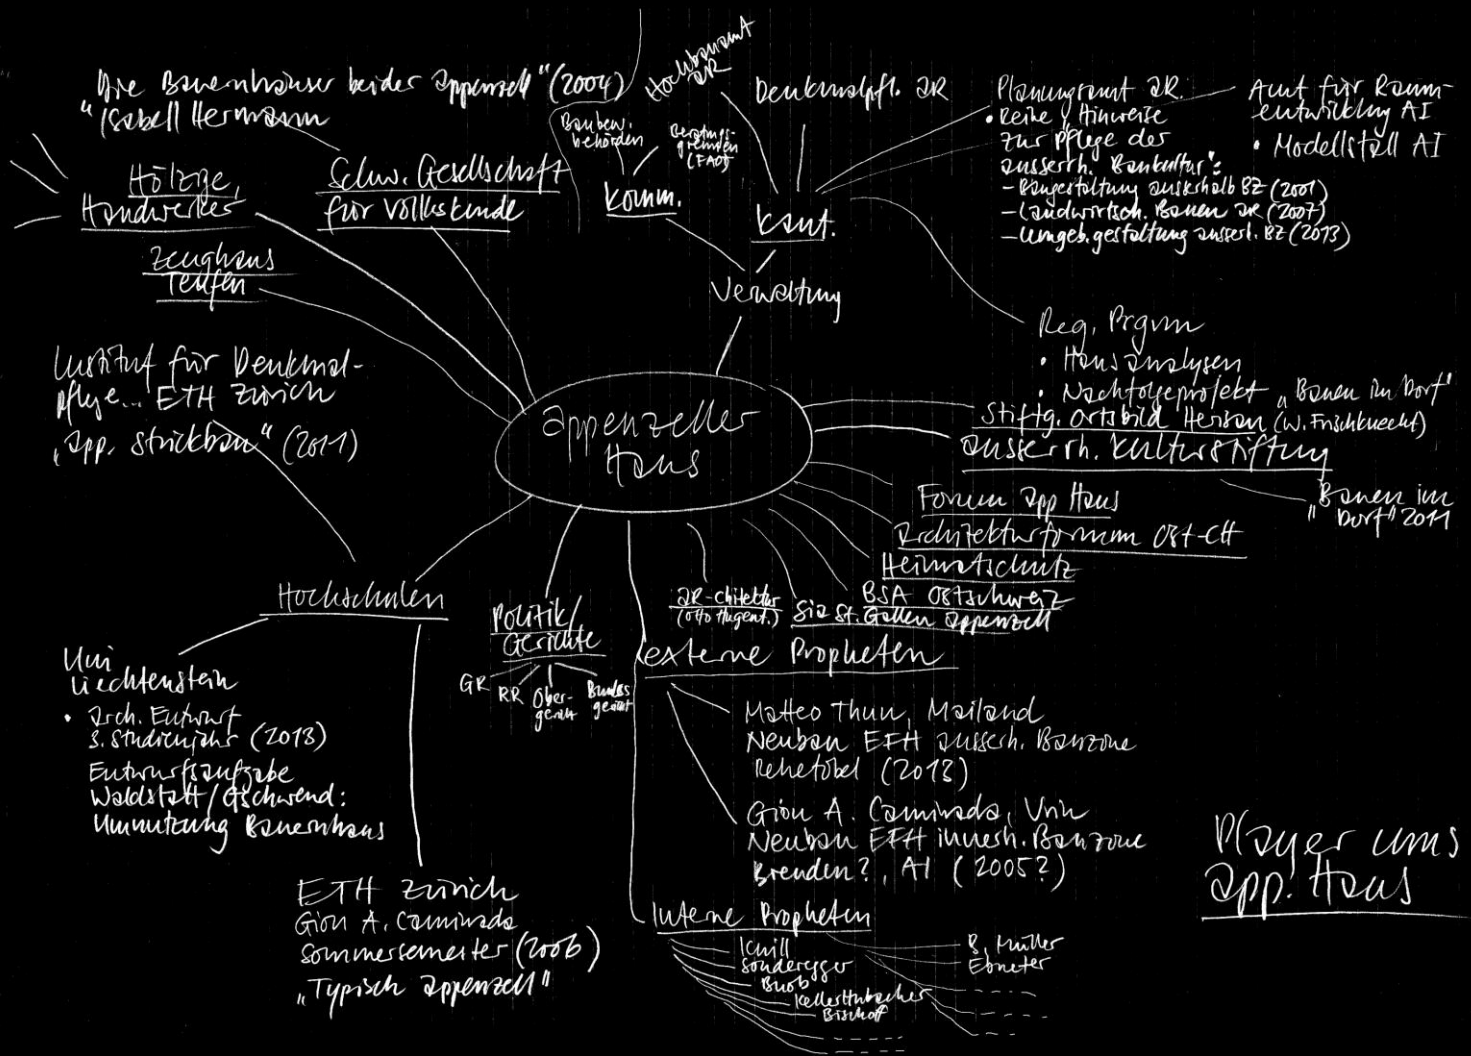 "Die Bauernhäuser beider Appenzell" (2004)
Isabell Hermann
Hölzge,
Handwerker
Schw. Gesellschaft
für Volkskunde
Zeughaus
Teufen
Institut für Denkmal-
pflege... ETH Zürich
"App. Strickbau" (2011)
Baubew.
behörden
Beratungs-
gremien
(FAO)
Komm.
Hochbauamt
AR
Denkmalpfl. AR
Kant.
Verwaltung
Planungsamt AR.
• Reihe "Hinweise
zur Pflege der
ausserrh. Baukultur":
– Baugestaltung ausserhalb BZ (2001)
– Landwirtsch. Bauen AR (2007)
– Umgeb.gestaltung ausserh. BZ (2013)
Amt für Raum-
entwicklung AI
• Modellstall AI
Reg. Prgrm
• Hausanalysen
• Nachfolgeprojekt "Bauen im Dorf"
Appenzeller
Haus
Stiftg. Ortsbild Herisau (W. Frischknecht)
Ausserrh. Kulturstiftung
"Bauen im
Dorf" 2011
Forum App Haus
Architekturforum Ost-CH
Heimatschutz
BSA Ostschweiz
Sia St. Gallen Appenzell
AR-chitektur
(Otto Hugent.)
Politik/
Gerichte
GR
RR
Ober-
gericht
Bundes
gericht
Hochschulen
Uni
Liechtenstein
• Arch. Entwurf
3. Studienjahr (2013)
Entwurfsaufgabe
Waldstatt/Gschwend:
Umnutzung Bauernhaus
ETH Zürich
Gion A. Caminada
Sommersemester (2006)
"Typisch Appenzell"
externe Propheten
Matteo Thun, Mailand
Neubau EFH ausserh. Bauzone
Rehetobel (2013)
Gion A. Caminada, Vrin
Neubau EFH innerh. Bauzone
Brenden?, AI (2005?)
Interne Propheten
Knill
Sonderegger
Buob
Keller Hubacher
Bischoff
B. Müller
Ebneter
Player ums
App. Haus